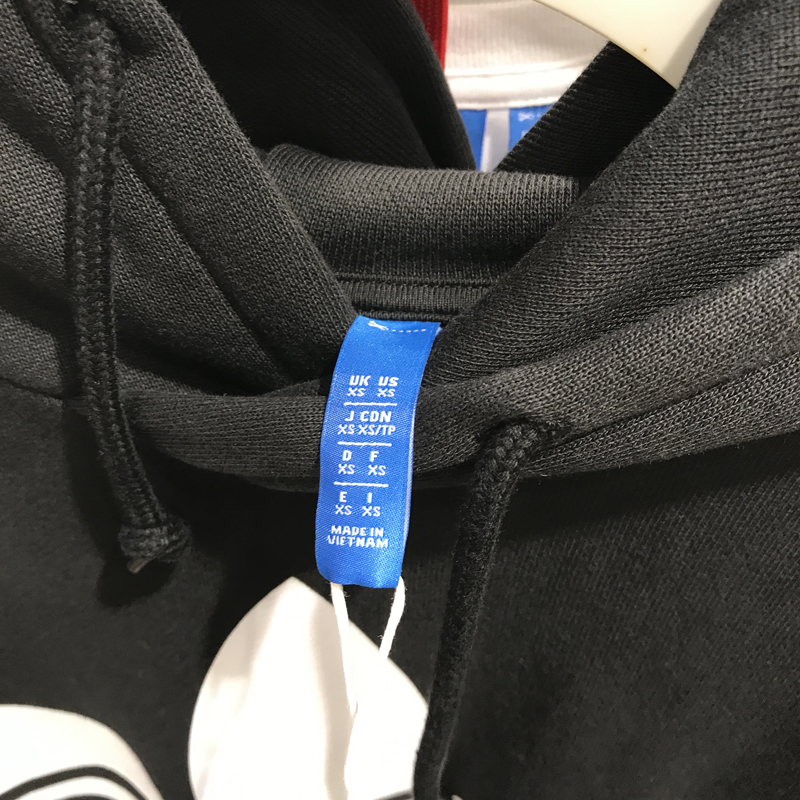 UK US
XS XS
J CDN
XS XS/TP
D F
XS XS
E I
XS XS
MADE IN
VIETNAM